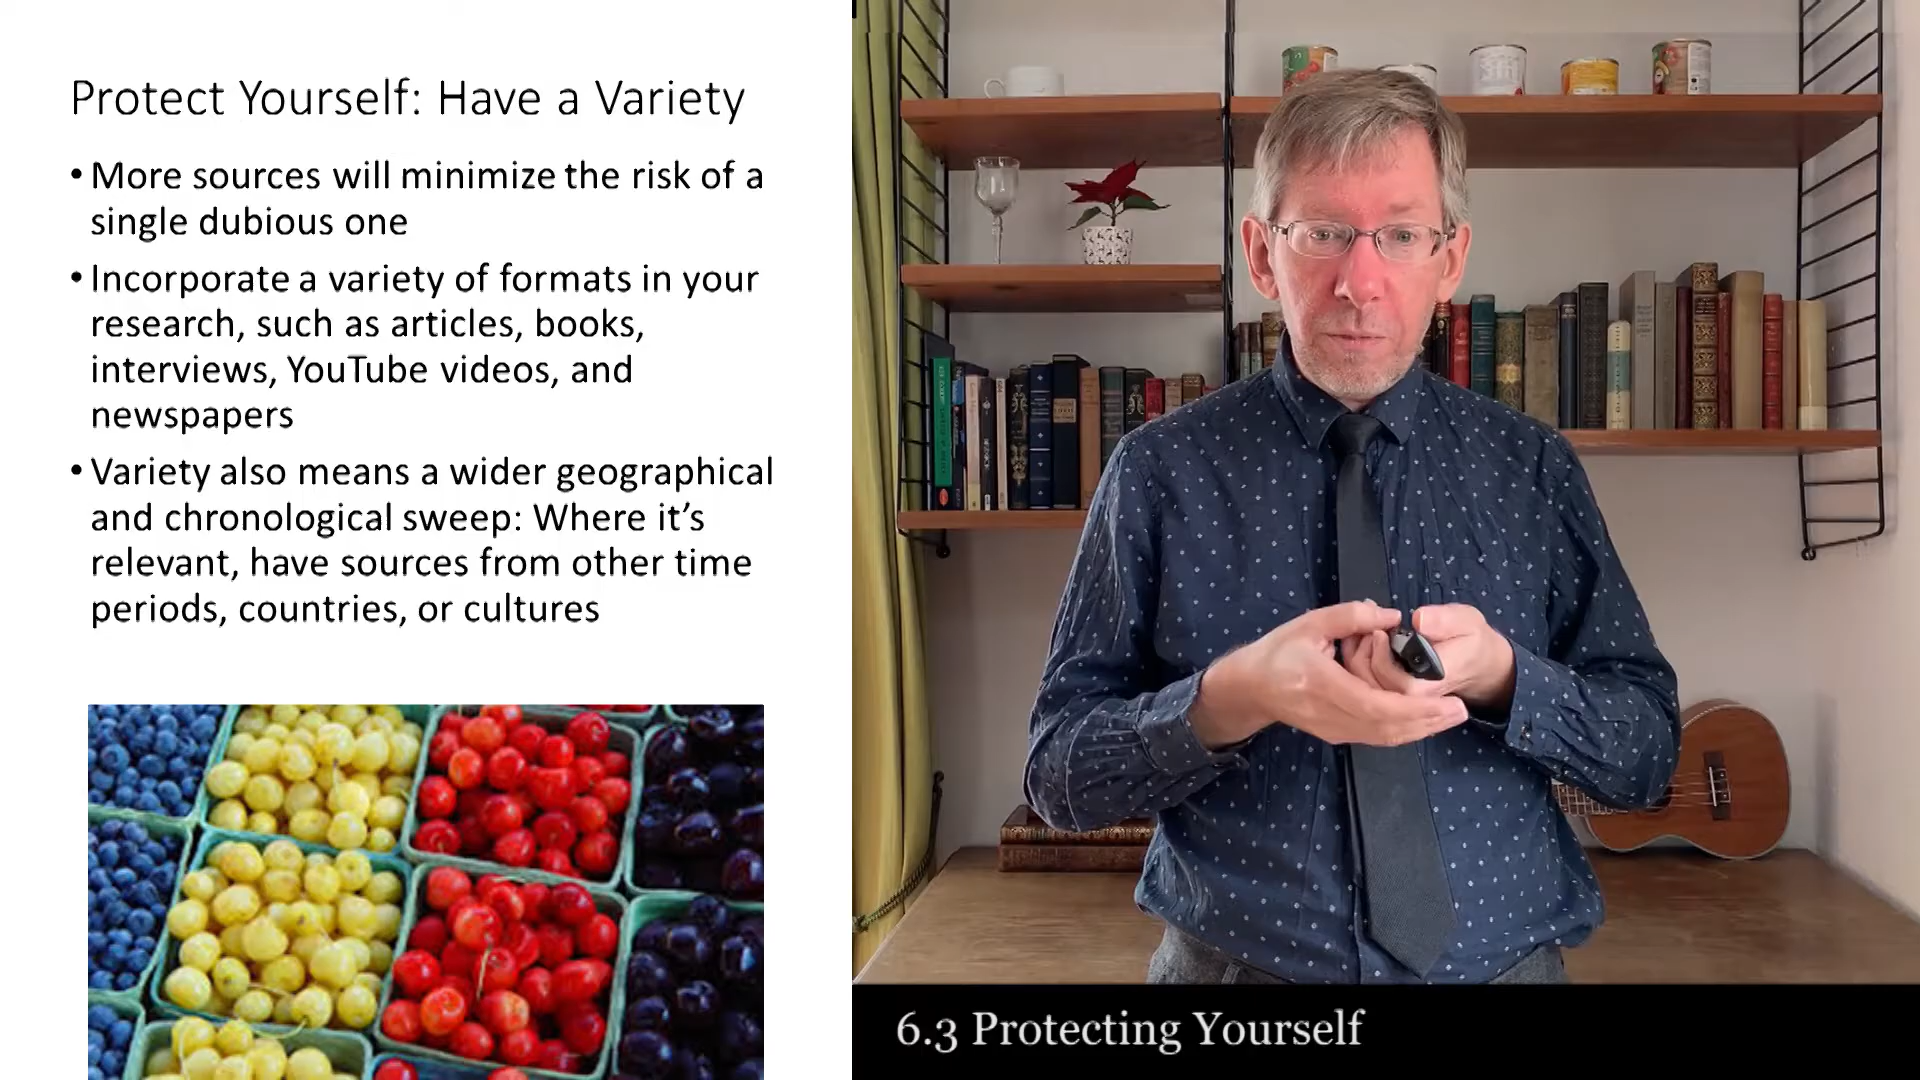 Protect Yourself: Have a Variety
• More sources will minimize the risk of a
single dubious one
• Incorporate a variety of formats in your
research, such as articles, books,
interviews, YouTube videos, and
newspapers
• Variety also means a wider geographical
and chronological sweep: Where it’s
relevant, have sources from other time
periods, countries, or cultures
6.3 Protecting Yourself